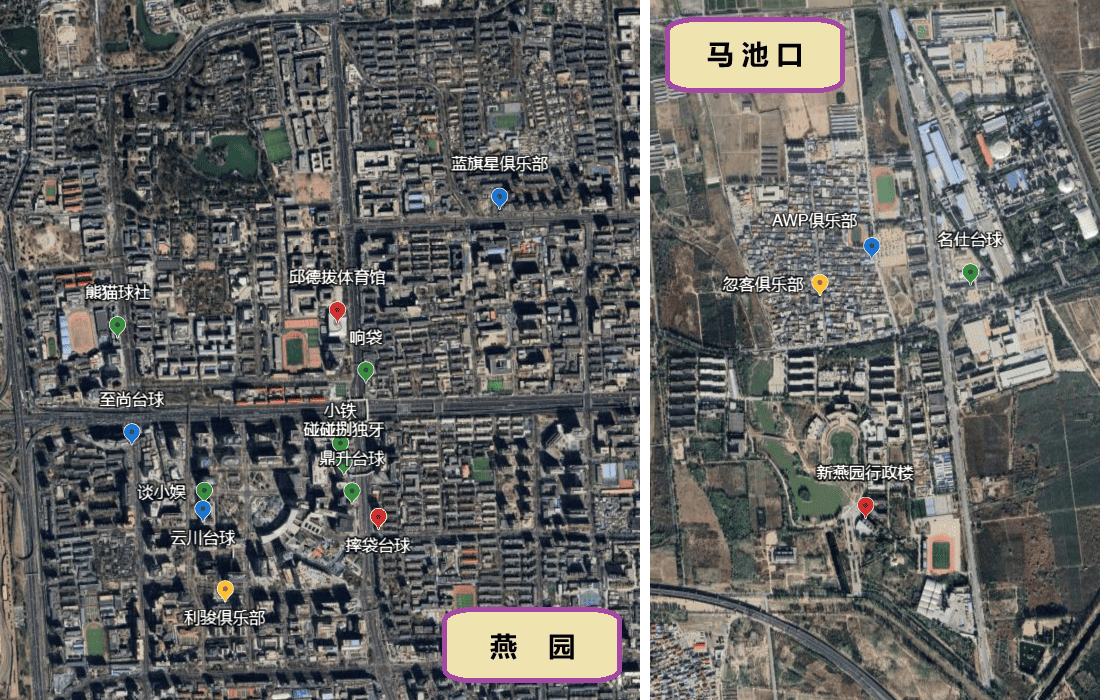 马池口
蓝旗星俱乐部
AWP俱乐部
名仕台球
邱德拔体育馆
忽客俱乐部
熊猫球社
响袋
至尚台球
小铁
碰碰捌独牙
鼎升台球
新燕园行政楼
谈小娱
云川台球
摔袋台球
利骏俱乐部
燕 园